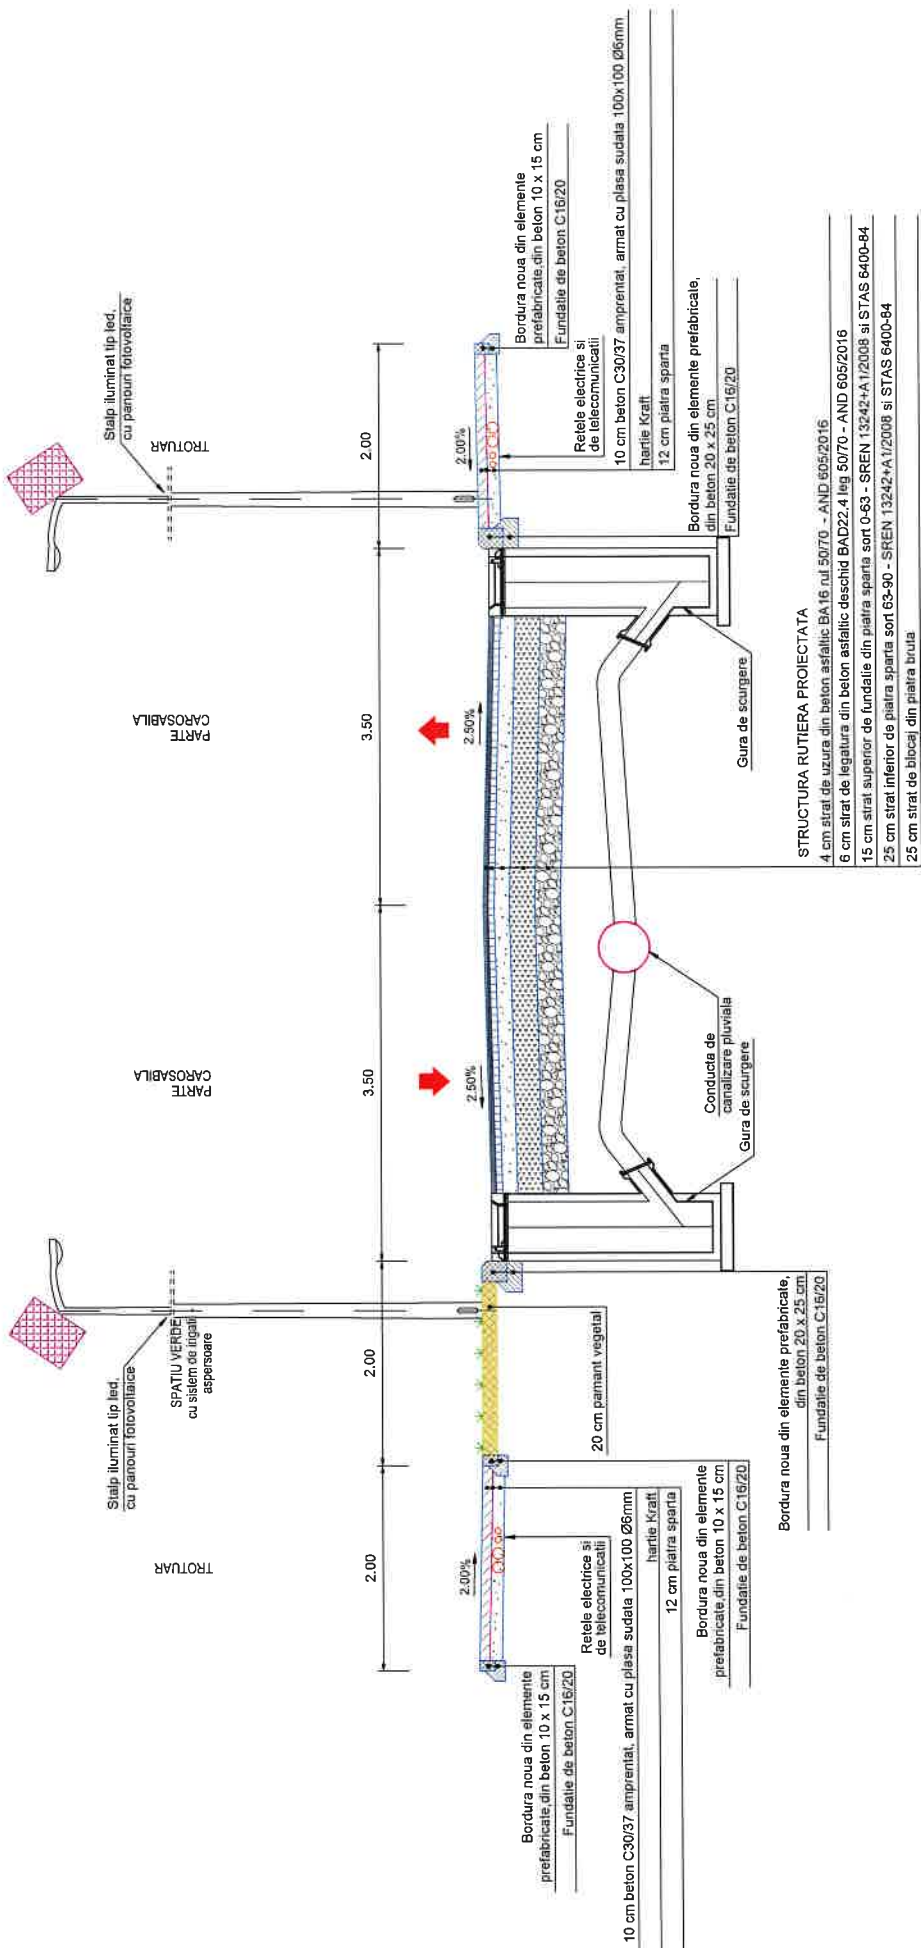 Stalp iluminat tip led,
cu panouri fotovoltaice
Stalp iluminat tip led,
cu panouri fotovoltaice
TROTUAR
SPATIU VERDE
cu sistem de irigatii
aspersoare
PARTE
CAROSABILA
PARTE
CAROSABILA
TROTUAR
2.00
2.00
3.50
3.50
2.00
2.00%
2.50%
2.50%
2.00%
Bordura noua din elemente
prefabricate,din beton 10 x 15 cm
Fundatie de beton C16/20
Retele electrice si
de telecomunicatii
10 cm beton C30/37 amprentat, armat cu plasa sudata 100x100 Ø6mm
hartie Kraft
12 cm piatra sparta
Bordura noua din elemente
prefabricate,din beton 10 x 15 cm
Fundatie de beton C16/20
20 cm pamant vegetal
Bordura noua din elemente prefabricate,
din beton 20 x 25 cm
Fundatie de beton C16/20
Conducta de
canalizare pluviala
Gura de scurgere
Gura de scurgere
Bordura noua din elemente
prefabricate,din beton 10 x 15 cm
Fundatie de beton C16/20
Retele electrice si
de telecomunicatii
10 cm beton C30/37 amprentat, armat cu plasa sudata 100x100 Ø6mm
hartie Kraft
12 cm piatra sparta
Bordura noua din elemente prefabricate,
din beton 20 x 25 cm
Fundatie de beton C16/20
STRUCTURA RUTIERA PROIECTATA
4 cm strat de uzura din beton asfaltic BA16 rul 50/70 - AND 605/2016
6 cm strat de legatura din beton asfaltic deschid BAD22.4 leg 50/70 - AND 605/2016
15 cm strat superior de fundatie din piatra sparta sort 0-63 - SREN 13242+A1/2008 si STAS 6400-84
25 cm strat inferior de piatra sparta sort 63-90 - SREN 13242+A1/2008 si STAS 6400-84
25 cm strat de blocaj din piatra bruta